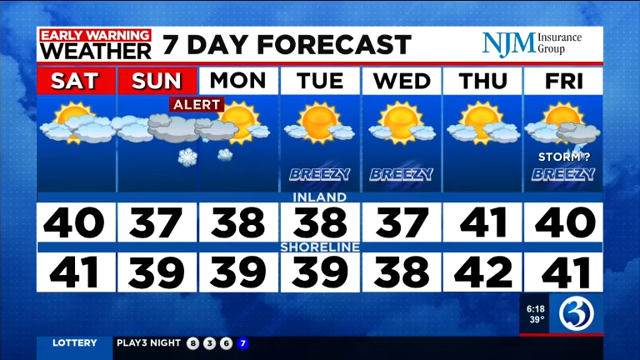 EARLY WARNING
WEATHER
7 DAY FORECAST
NJM Insurance Group
SAT SUN MON TUE WED THU FRI
ALERT
STORM ?
BREEZY BREEZY BREEZY
INLAND
40 37 38 38 37 41 40
SHORELINE
41 39 39 39 38 42 41
6:18
39°
3
LOTTERY PLAY3 NIGHT 8 3 6 7